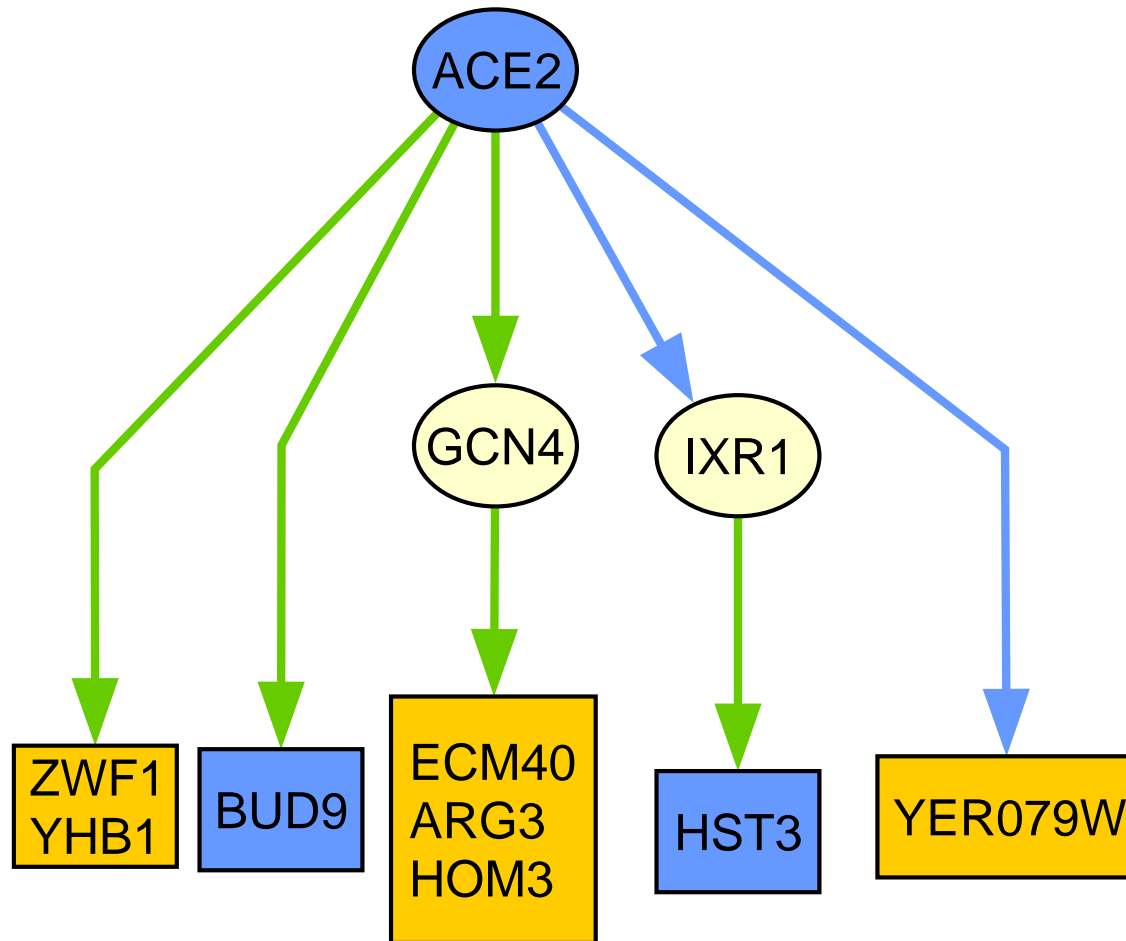 ACE2
GCN4
IXR1
ZWF1
YHB1
BUD9
ECM40
ARG3
HOM3
HST3
YER079W